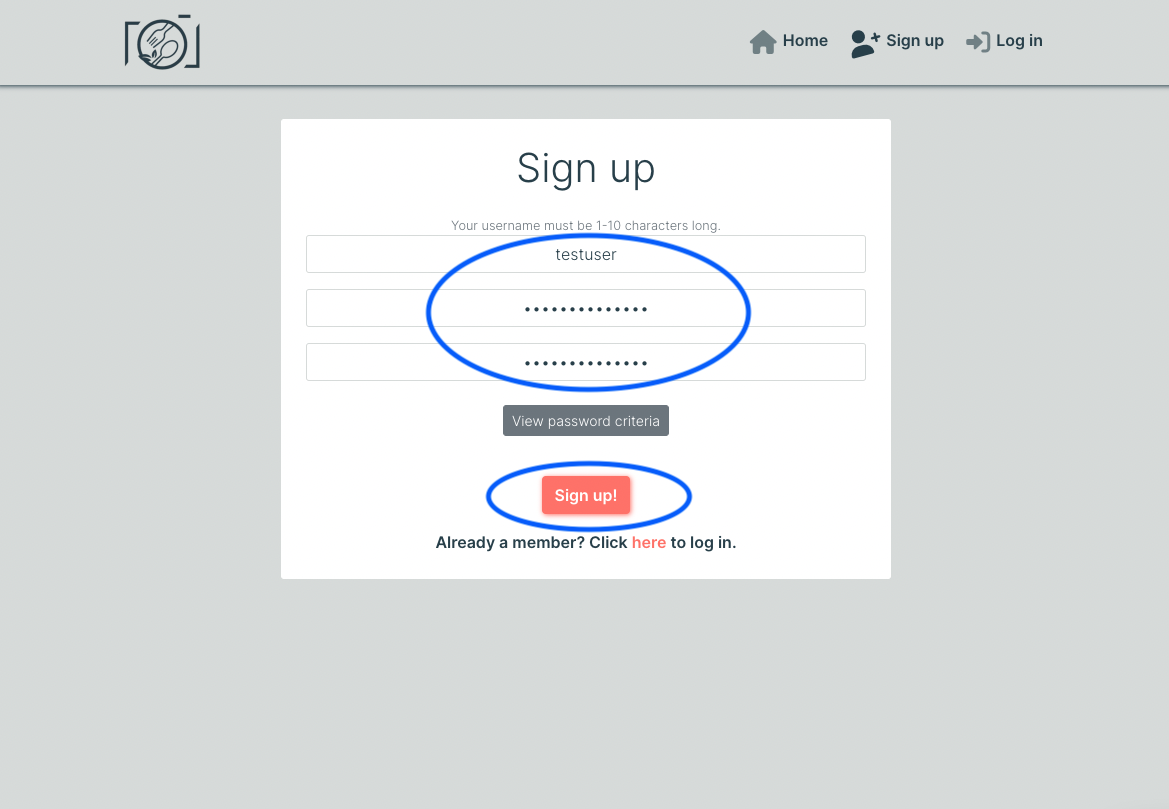 Home Sign up Log in
Sign up
Your username must be 1-10 characters long.
testuser
••••••••••••••
••••••••••••••
View password criteria
Sign up!
Already a member? Click here to log in.